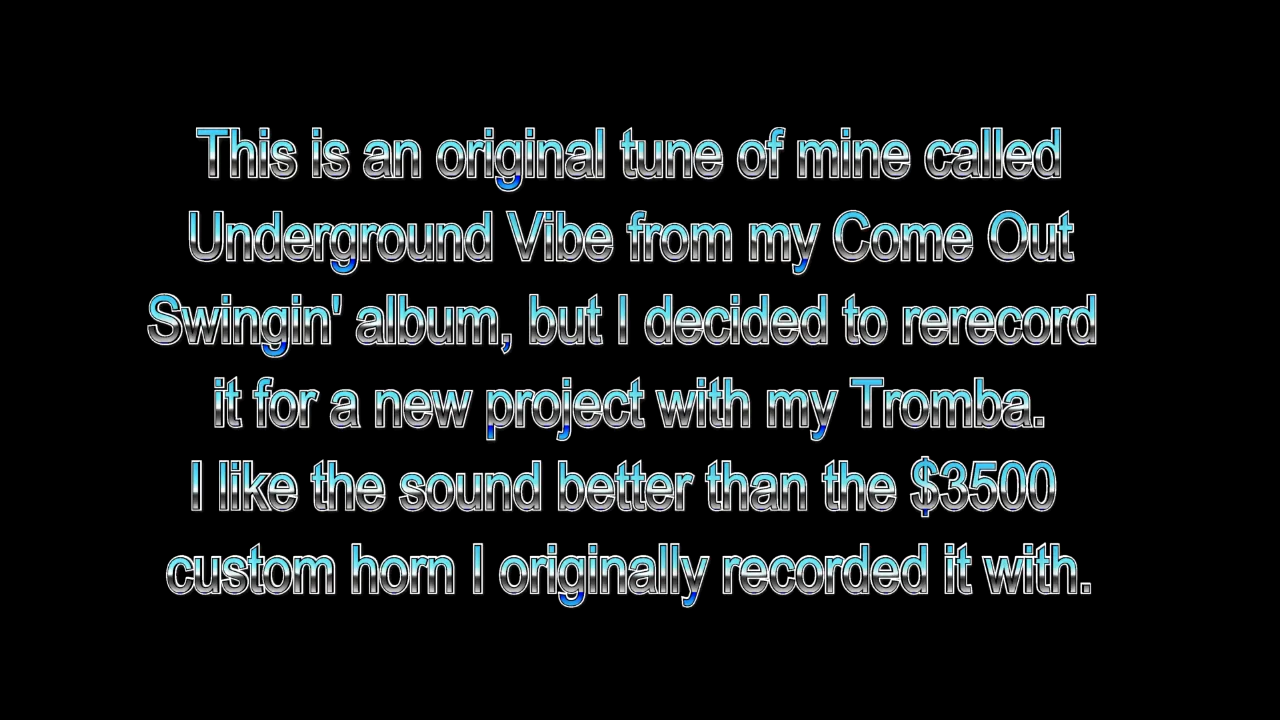 This is an original tune of mine called
Underground Vibe from my Come Out
Swingin' album, but I decided to rerecord
it for a new project with my Tromba.
I like the sound better than the $3500
custom horn I originally recorded it with.